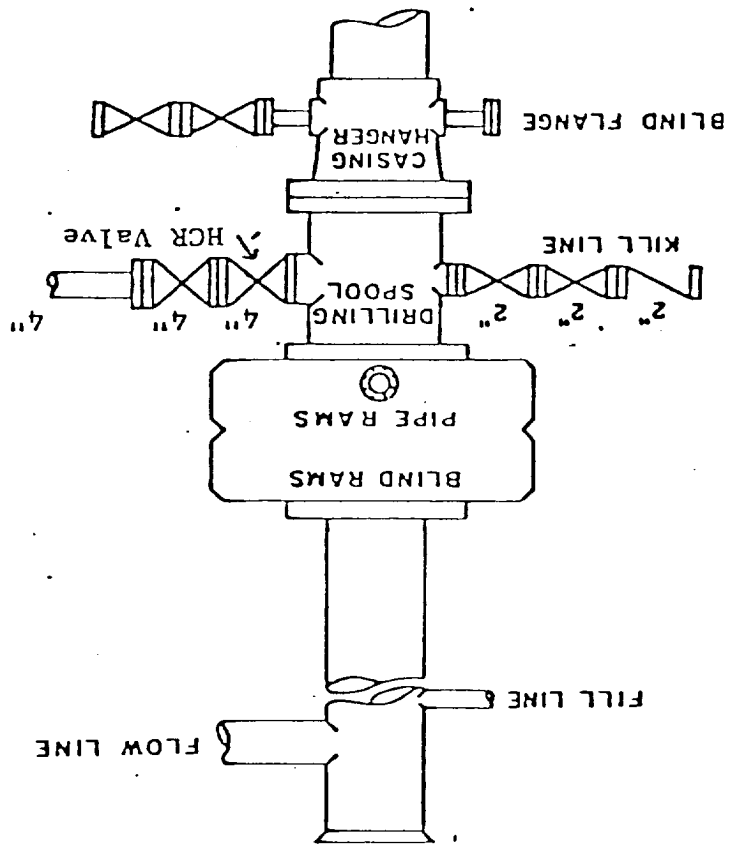 FLOW LINE
FILL LINE
BLIND RAMS
PIPE RAMS
2" 2" 2"
DRILLING
SPOOL
4" 4" 4"
KILL LINE
HCR Valve
CASING
HANGER
BLIND FLANGE